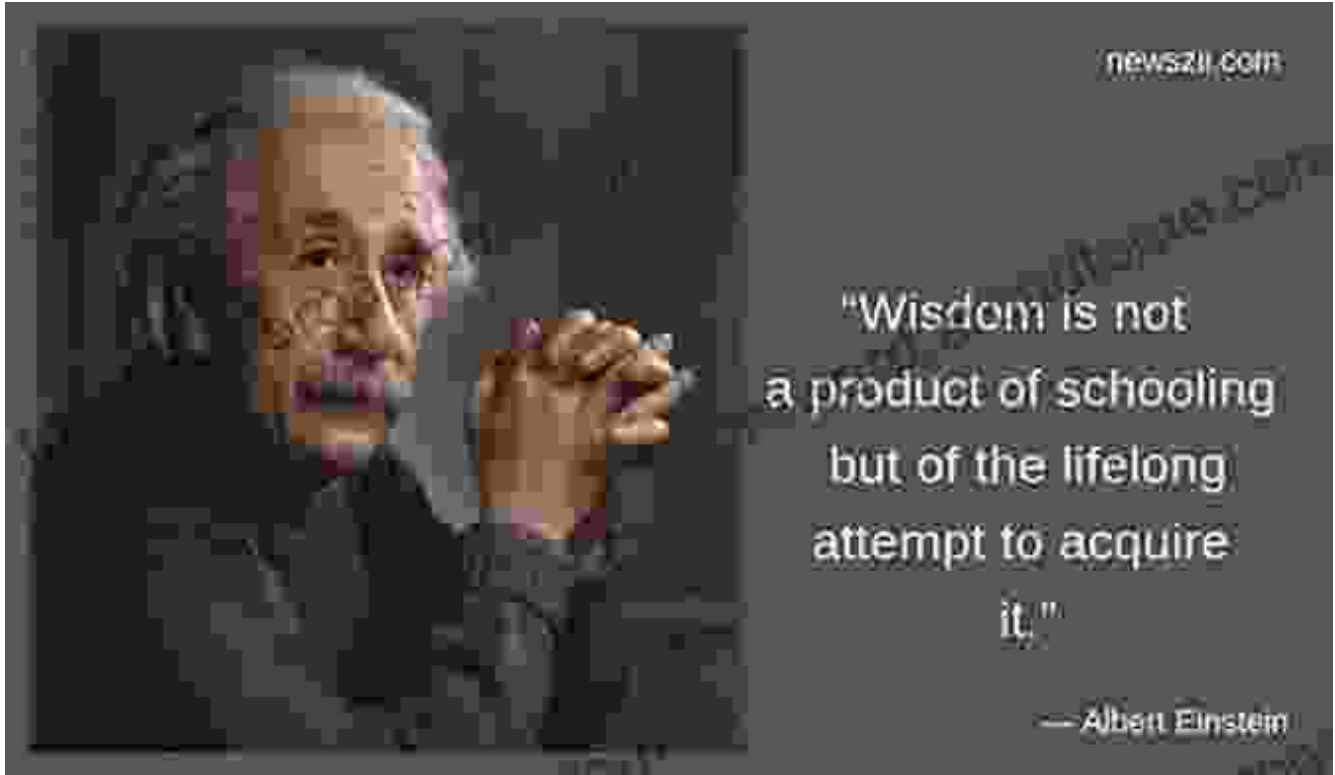 newszii.com
“Wisdom is not
a product of schooling
but of the lifelong
attempt to acquire
it.”
— Albert Einstein